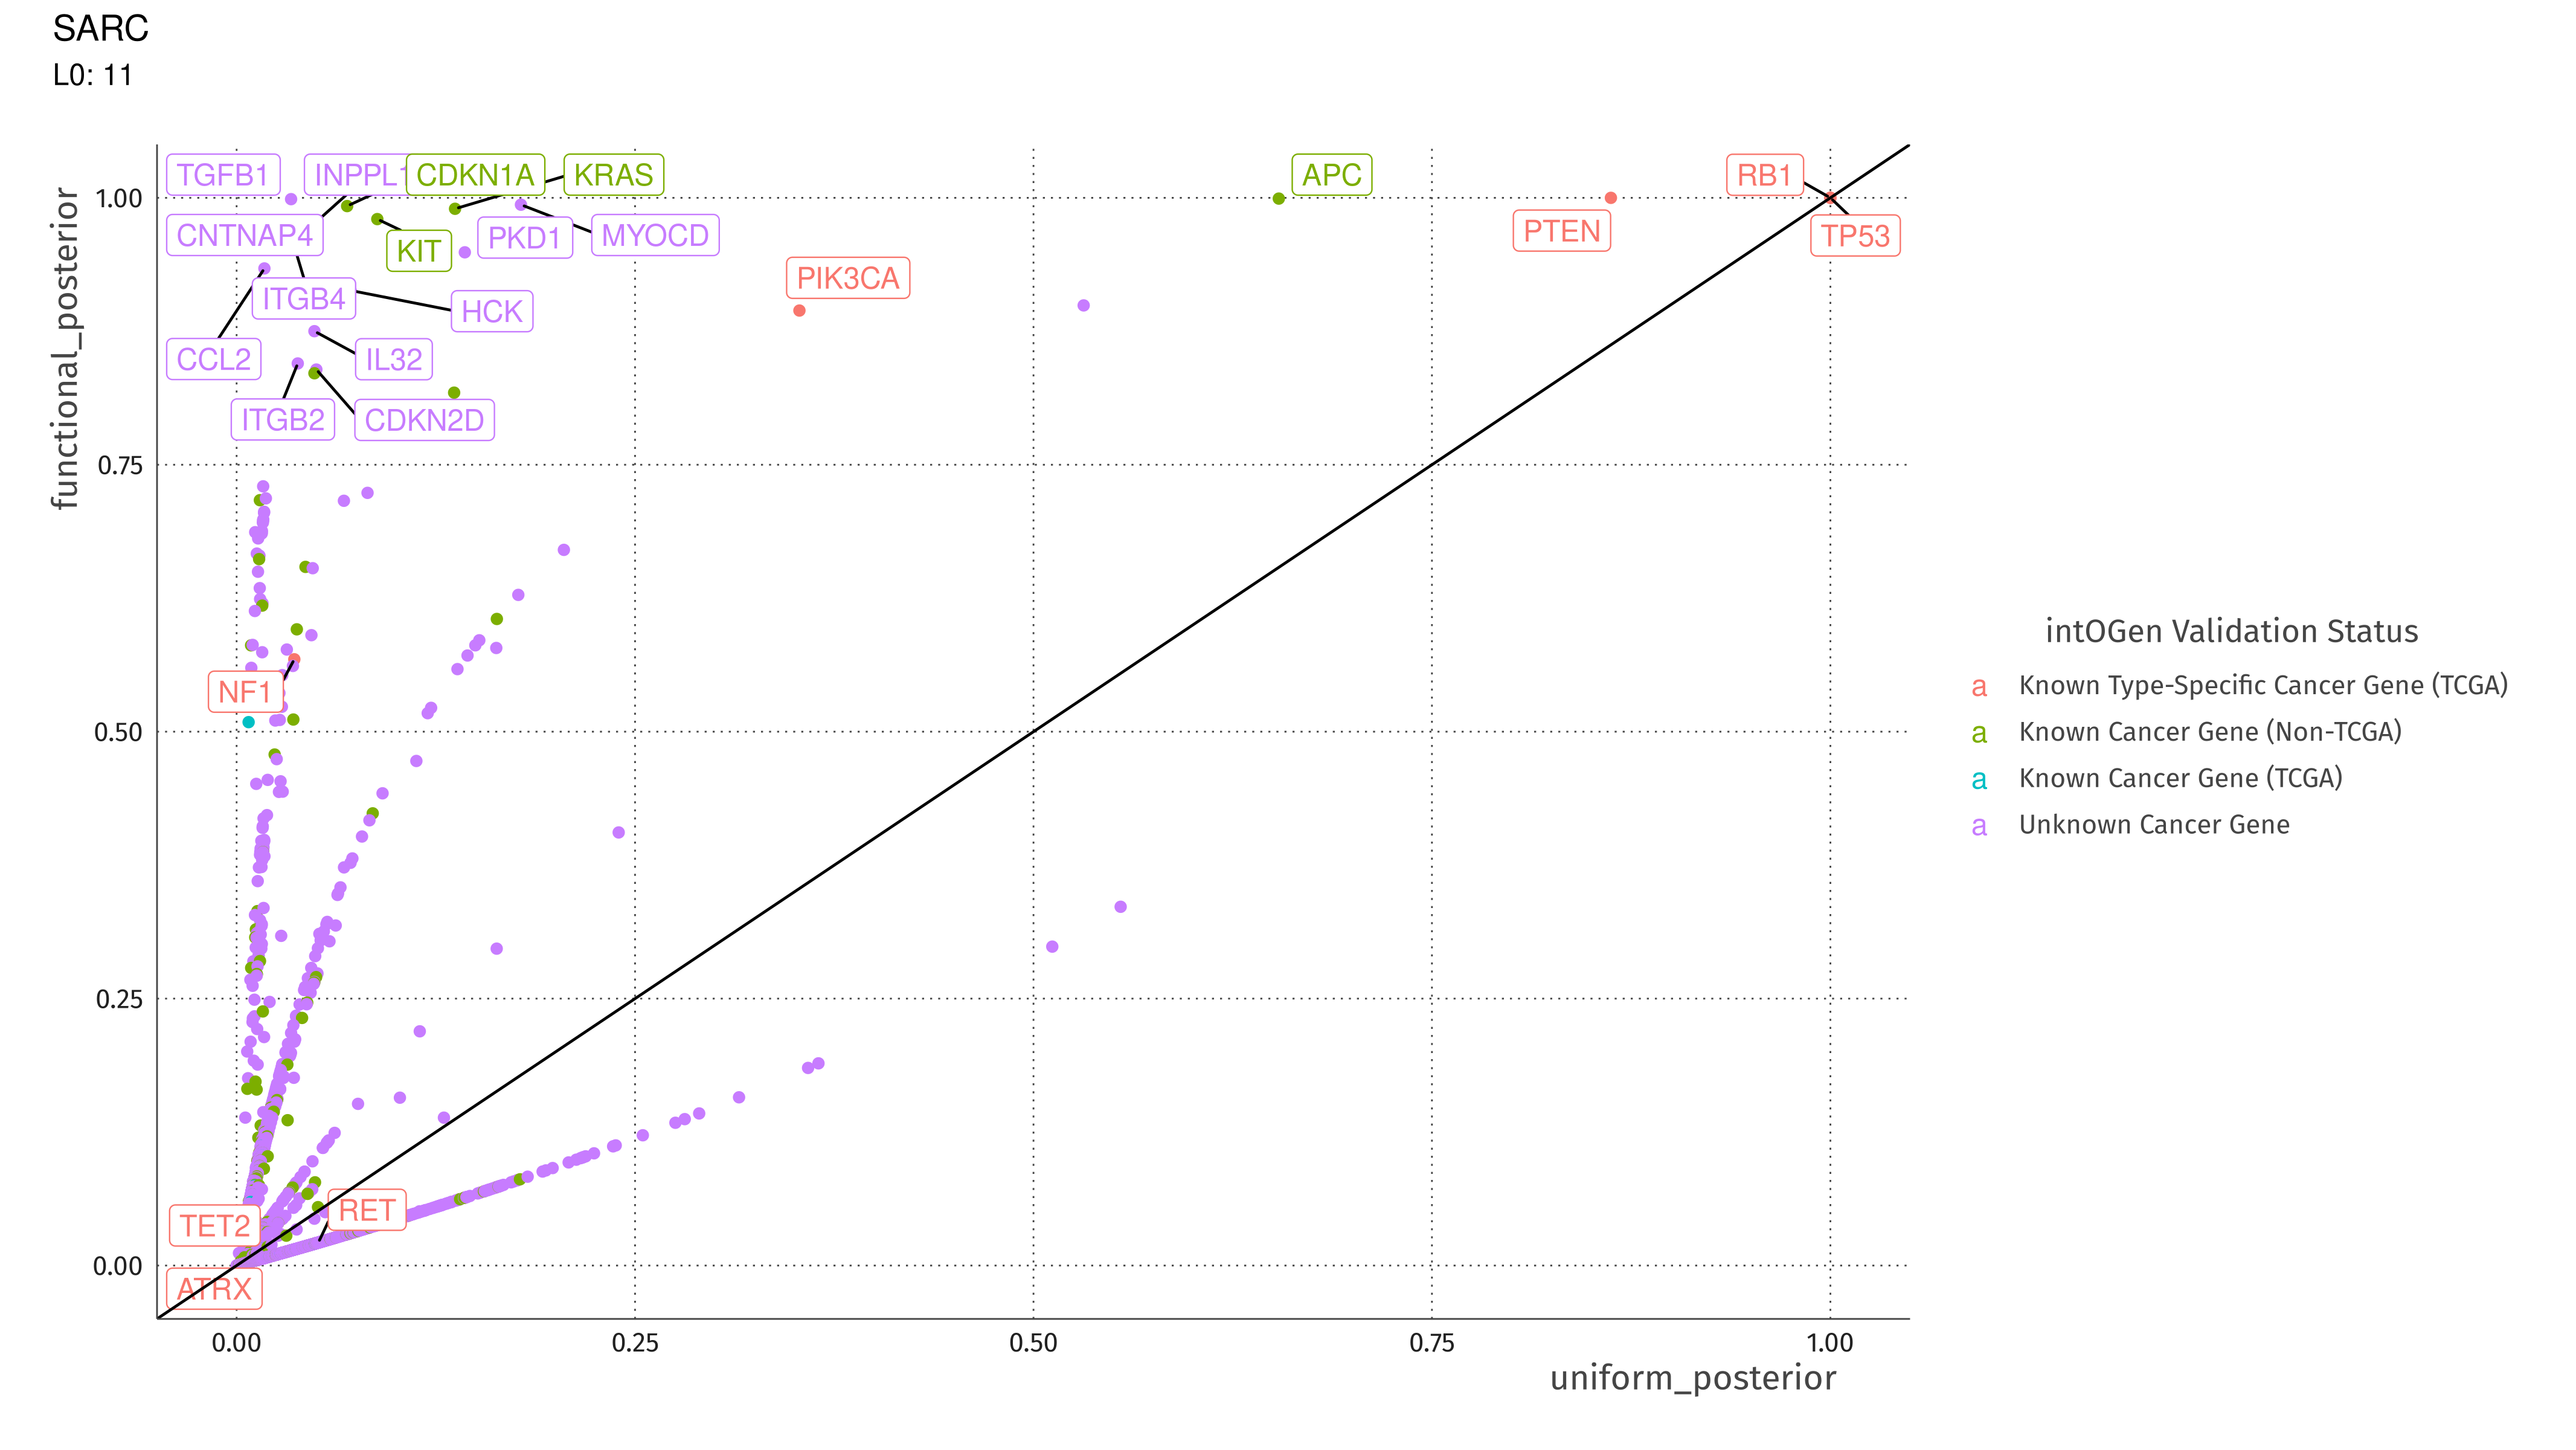 SARC
L0: 11
functional_posterior
1.00
0.75
0.50
0.25
0.00
TGFB1
INPPL1
CDKN1A
KRAS
APC
RB1
CNTNAP4
KIT
PKD1
MYOCD
PTEN
TP53
PIK3CA
ITGB4
HCK
CCL2
IL32
ITGB2
CDKN2D
NF1
RET
TET2
ATRX
0.00
0.25
0.50
0.75
1.00
uniform_posterior
intOGen Validation Status
a Known Type-Specific Cancer Gene (TCGA)
a Known Cancer Gene (Non-TCGA)
a Known Cancer Gene (TCGA)
a Unknown Cancer Gene